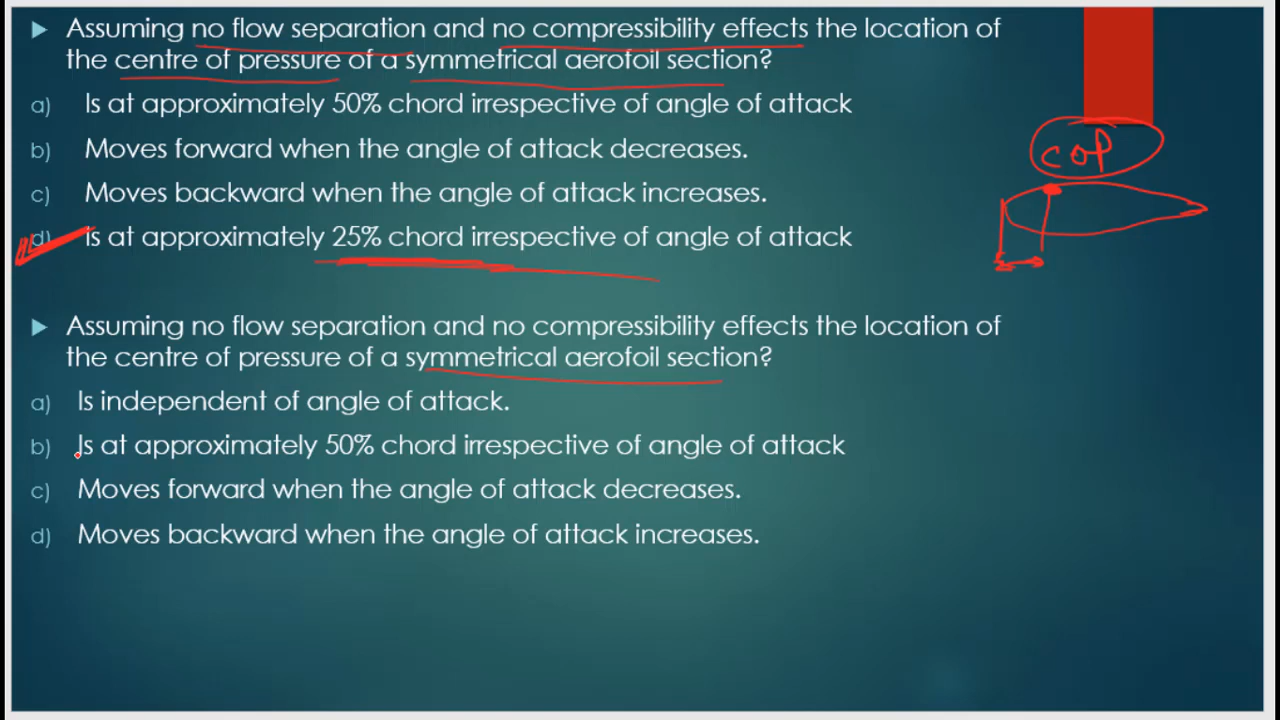 Assuming no flow separation and no compressibility effects the location of
the centre of pressure of a symmetrical aerofoil section?
a) Is at approximately 50% chord irrespective of angle of attack
b) Moves forward when the angle of attack decreases.
c) Moves backward when the angle of attack increases.
d) Is at approximately 25% chord irrespective of angle of attack
COP
Assuming no flow separation and no compressibility effects the location of
the centre of pressure of a symmetrical aerofoil section?
a) Is independent of angle of attack.
b) Is at approximately 50% chord irrespective of angle of attack
c) Moves forward when the angle of attack decreases.
d) Moves backward when the angle of attack increases.